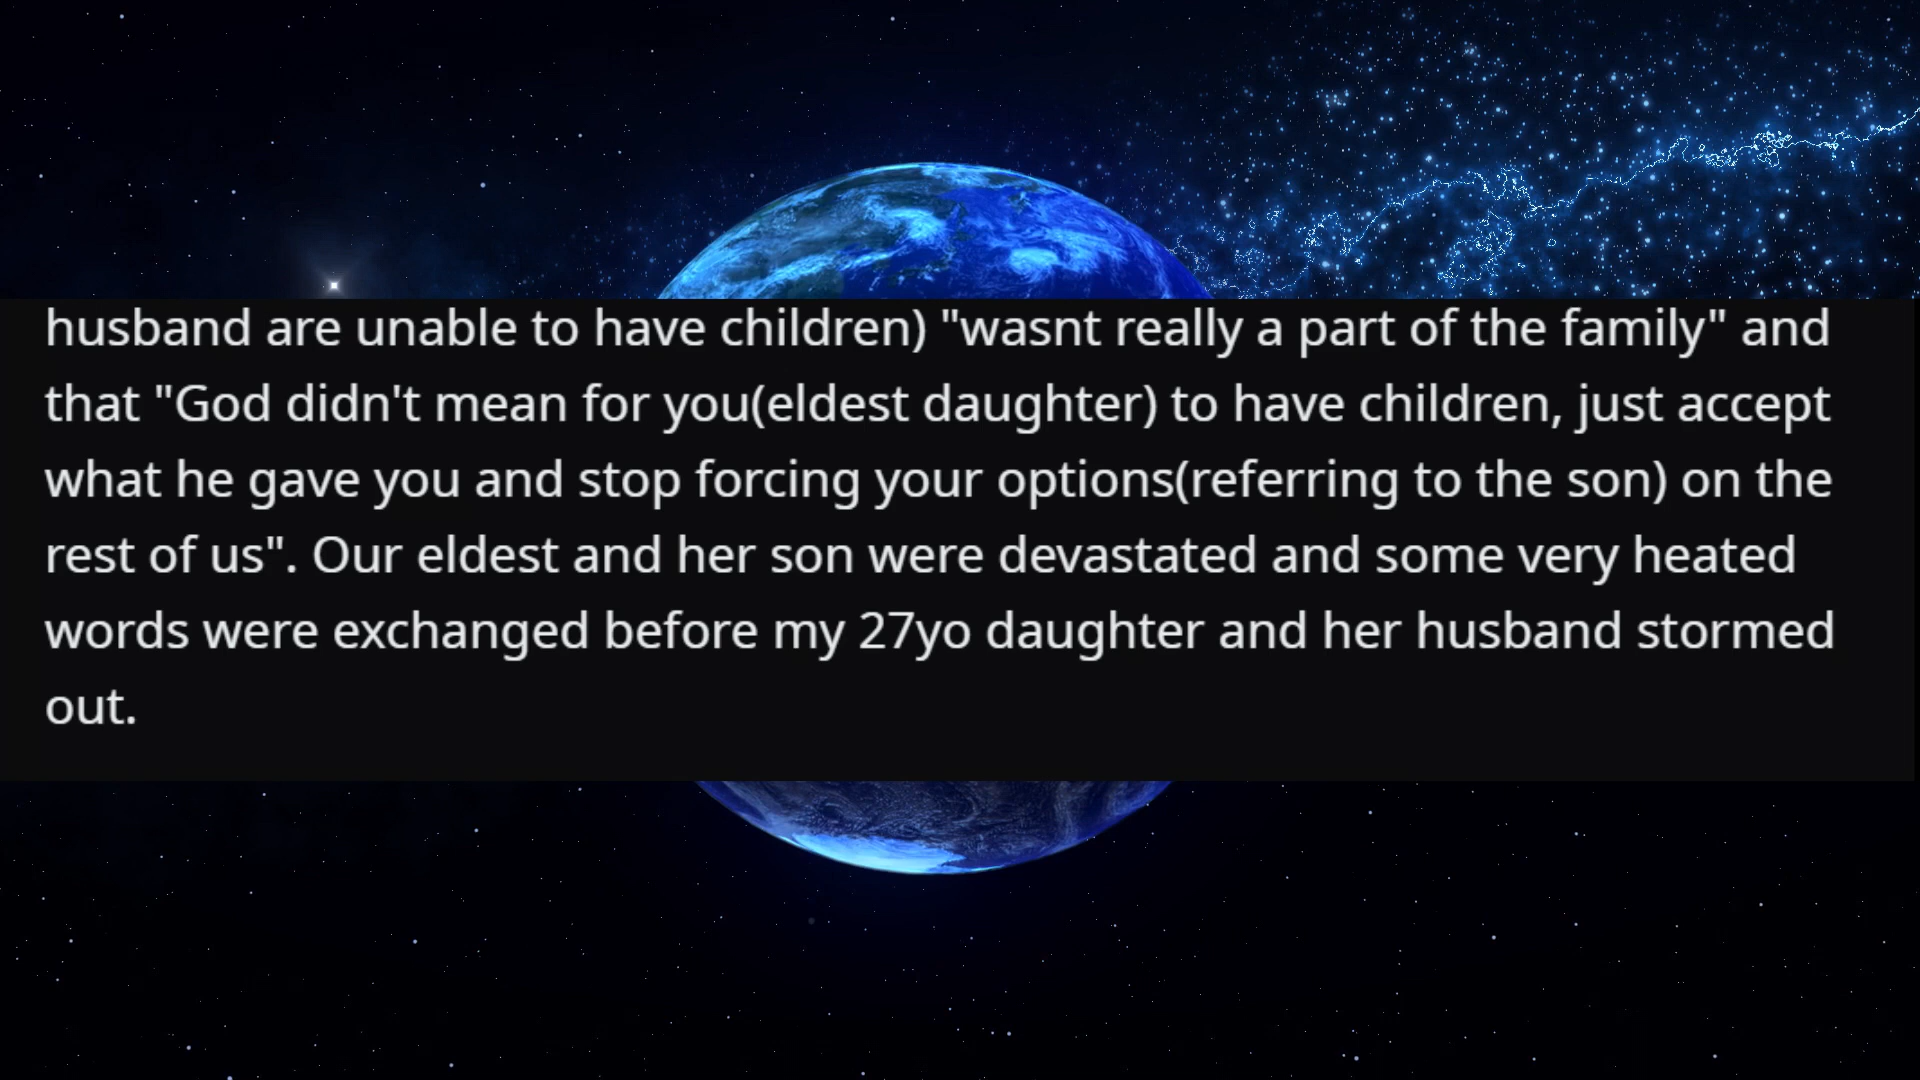 husband are unable to have children) "wasnt really a part of the family" and
that "God didn't mean for you(eldest daughter) to have children, just accept
what he gave you and stop forcing your options(referring to the son) on the
rest of us". Our eldest and her son were devastated and some very heated
words were exchanged before my 27yo daughter and her husband stormed
out.